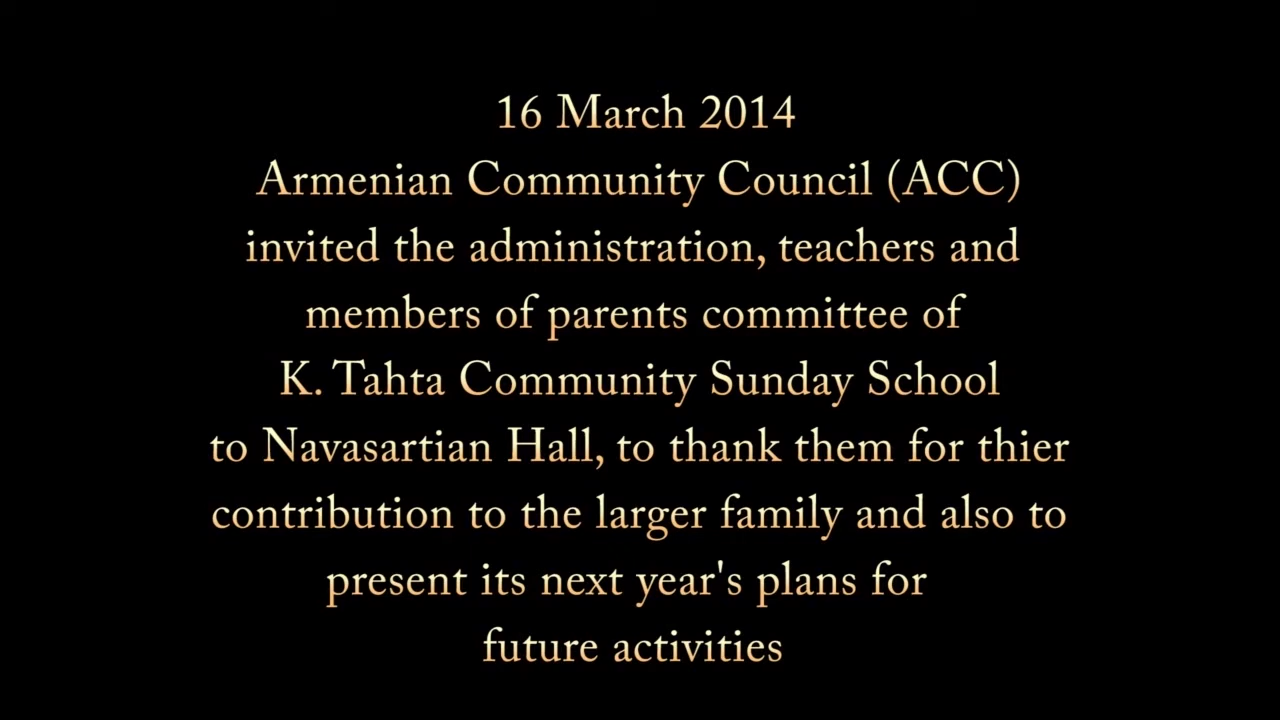 16 March 2014
Armenian Community Council (ACC)
invited the administration, teachers and
members of parents committee of
K. Tahta Community Sunday School
to Navasartian Hall, to thank them for thier
contribution to the larger family and also to
present its next year's plans for
future activities